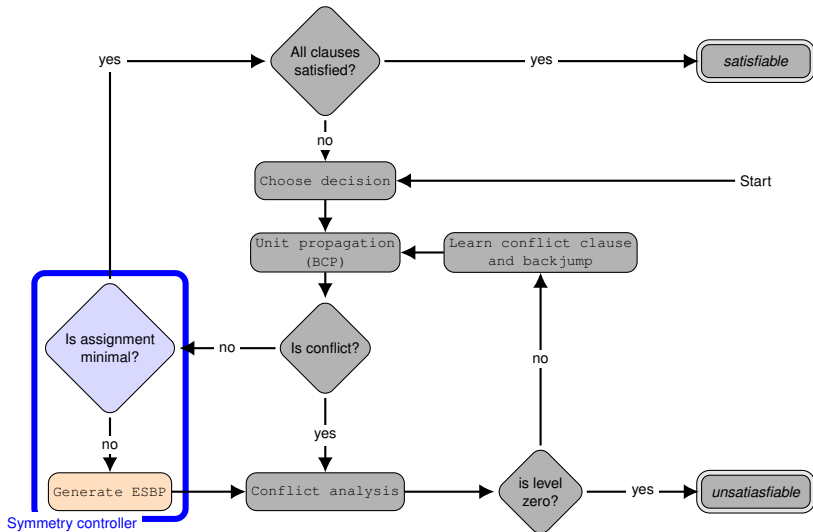 All clauses
satisfied?
yes
yes
satisfiable
no
Choose decision
Start
Unit propagation
(BCP)
Learn conflict clause
and backjump
Is assignment
minimal?
no
Is conflict?
no
yes
no
Generate ESBP
Conflict analysis
is level
zero?
yes
unsatiasfiable
Symmetry controller